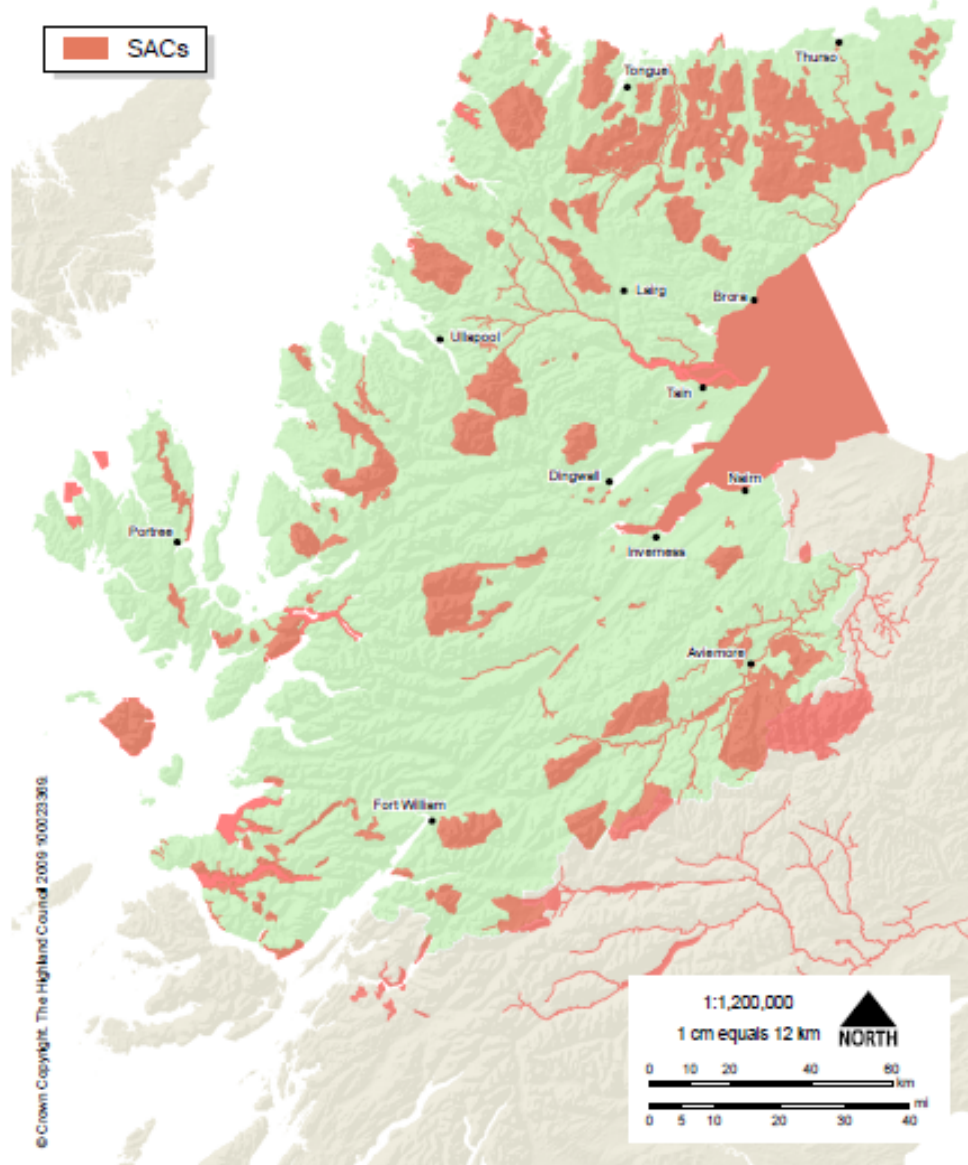 SACs
Thurso
Tongue
Lairg
Brora
Ullapool
Tain
Dingwall
Nairn
Portree
Inverness
Aviemore
Fort William
© Crown Copyright. The Highland Council 2009 100023369.
1:1,200,000
1 cm equals 12 km
NORTH
0 10 20 40 60
km
mi
0 5 10 20 30 40